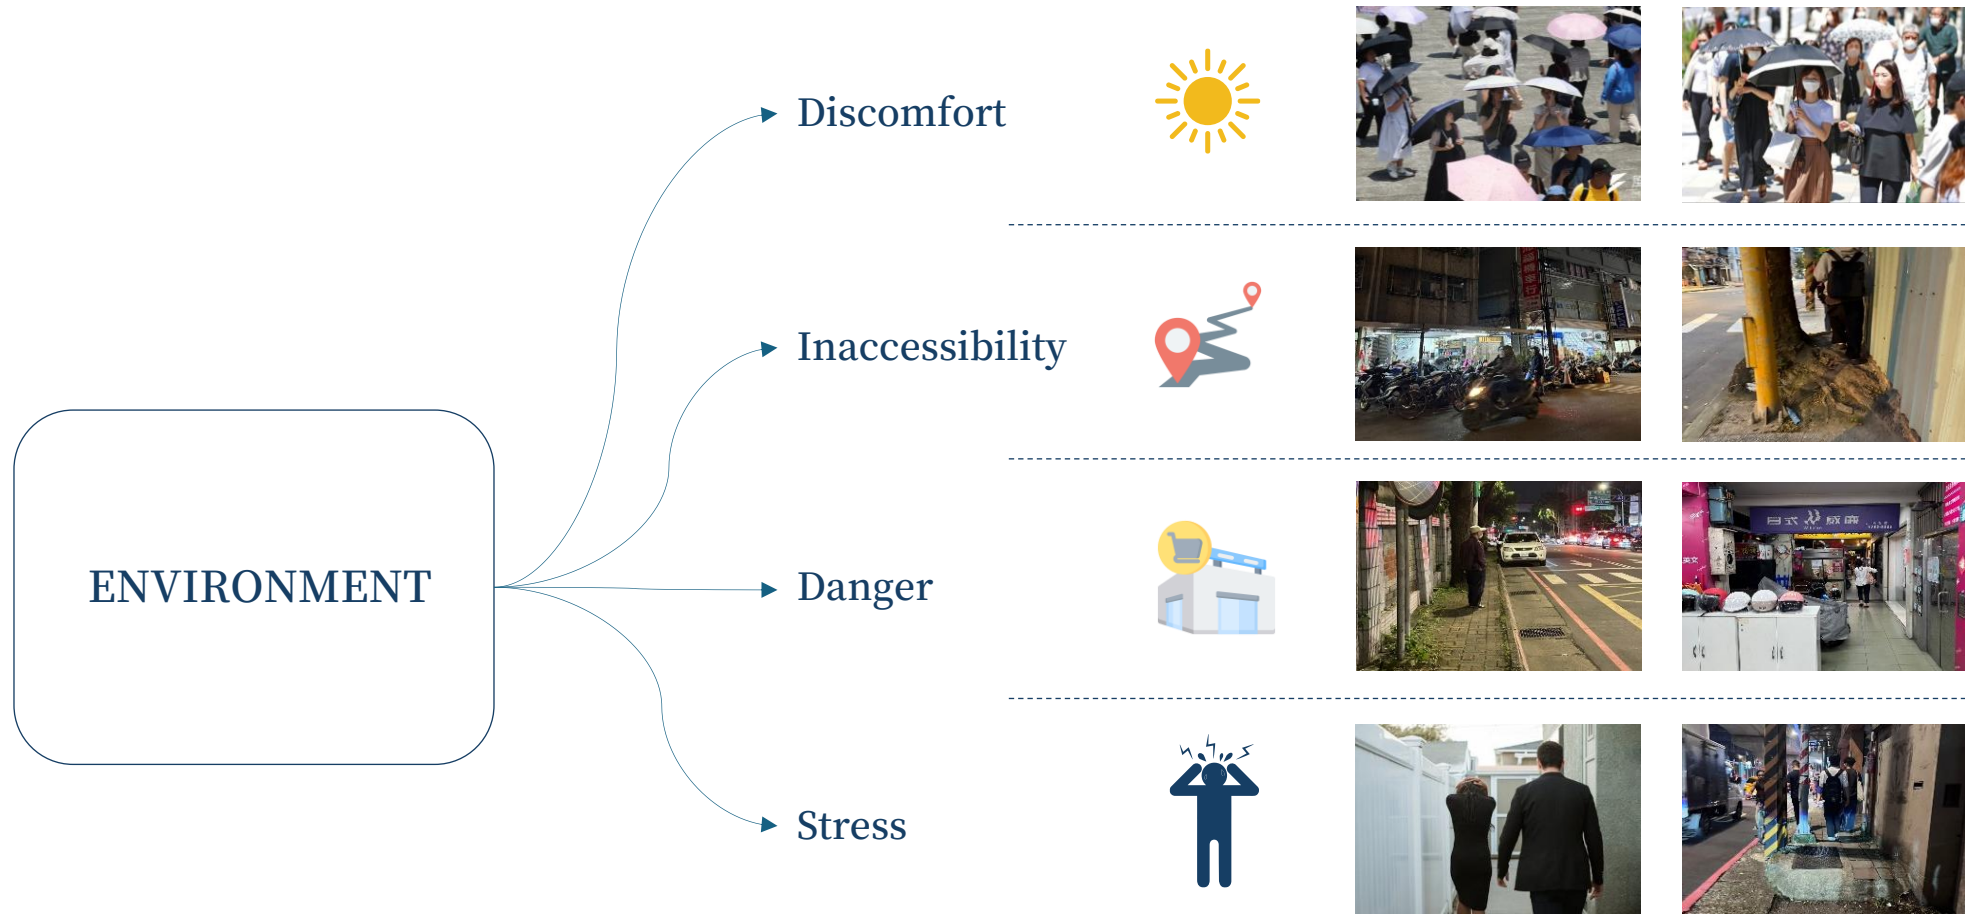 Discomfort
Inaccessibility
ENVIRONMENT
Danger
Stress